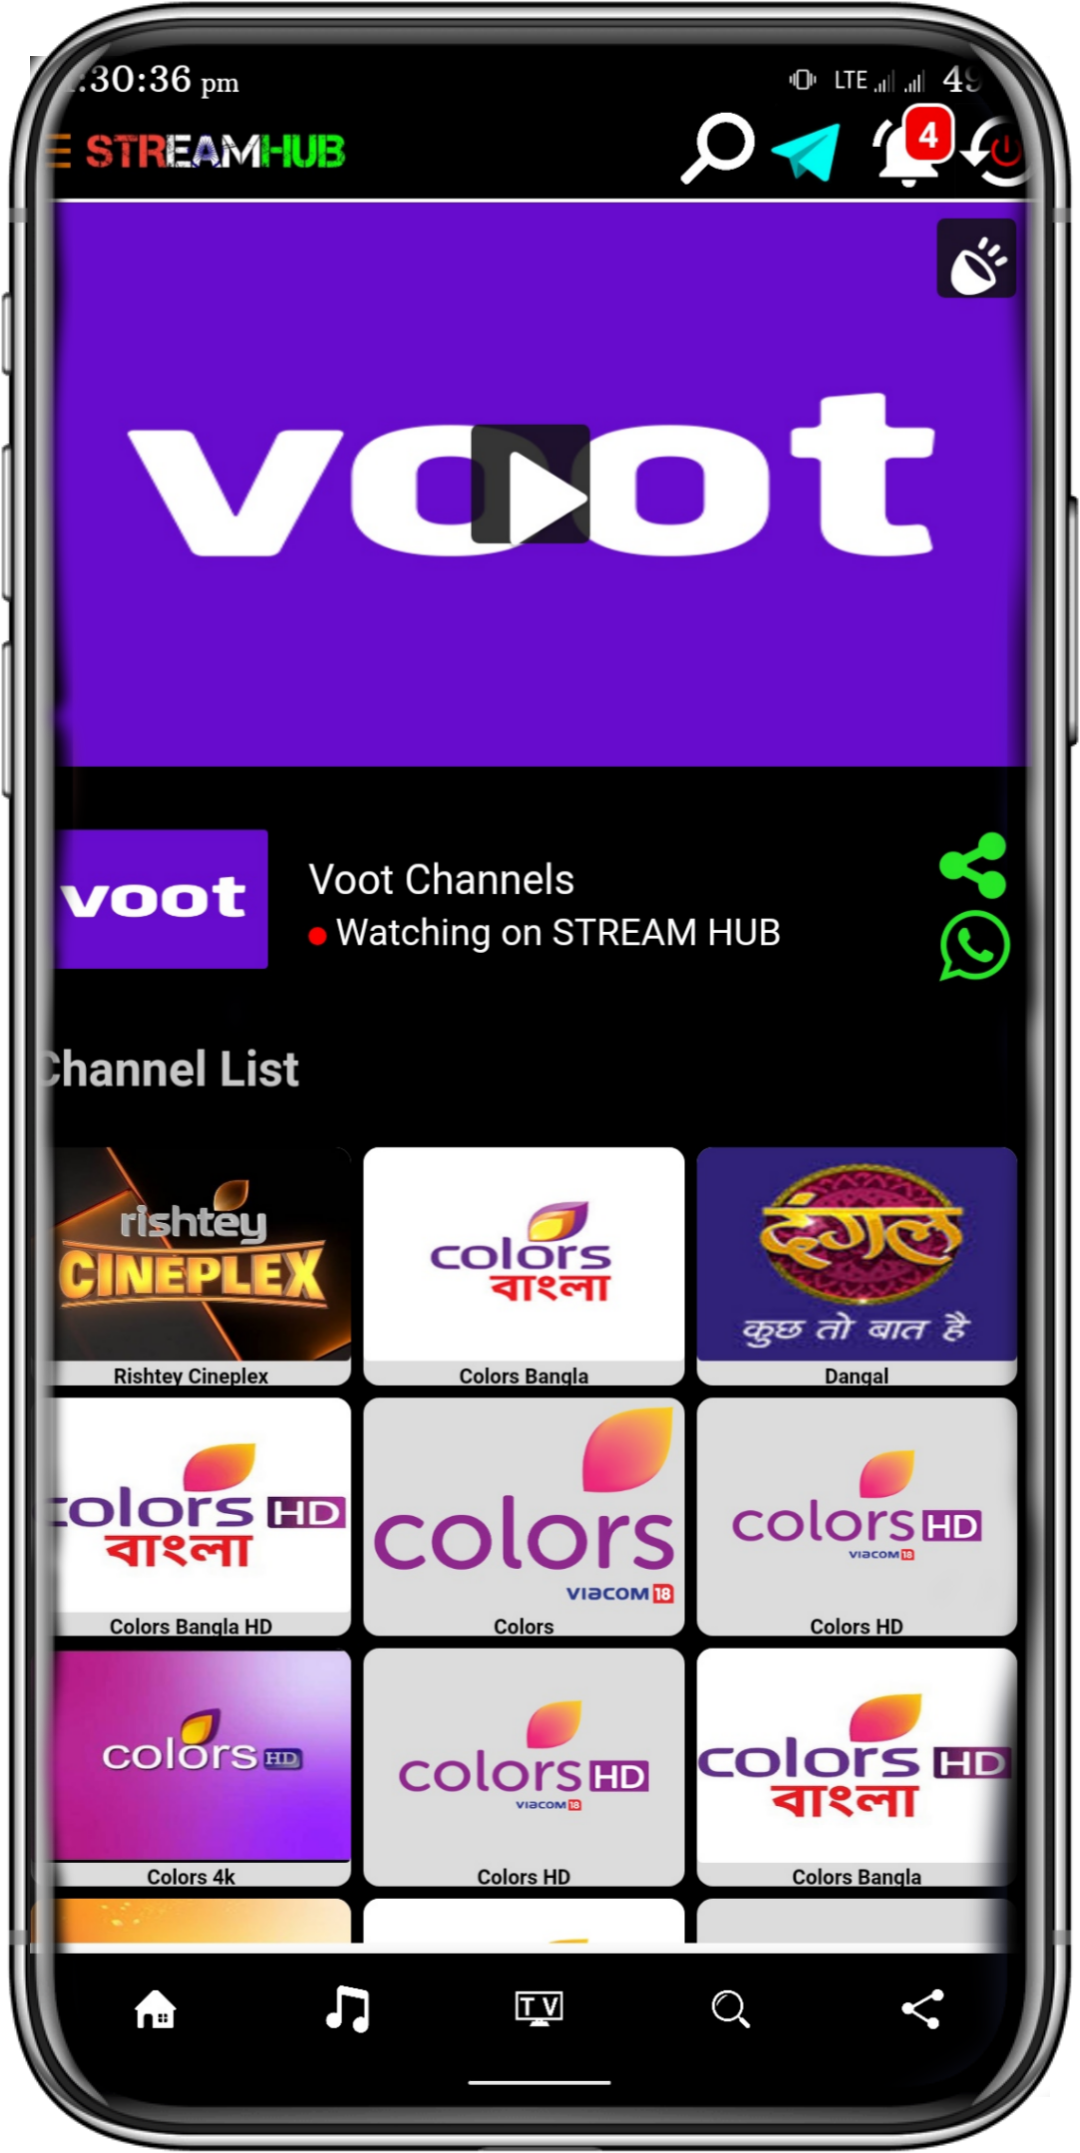 :30:36 pm
LTE
STREAMHUB
4
voot
voot
Voot Channels
Watching on STREAM HUB
Channel List
rishtey
CINEPLEX
Rishtey Cineplex
colors
বাংলা
Colors Bangla
दंगल
कुछ तो बात है
Dangal
colors HD
বাংলা
Colors Bangla HD
colors
VIACOM 18
Colors
colors HD
VIACOM 18
Colors HD
colors HD
Colors 4k
colors HD
VIACOM 18
Colors HD
colors HD
বাংলা
Colors Bangla
TV